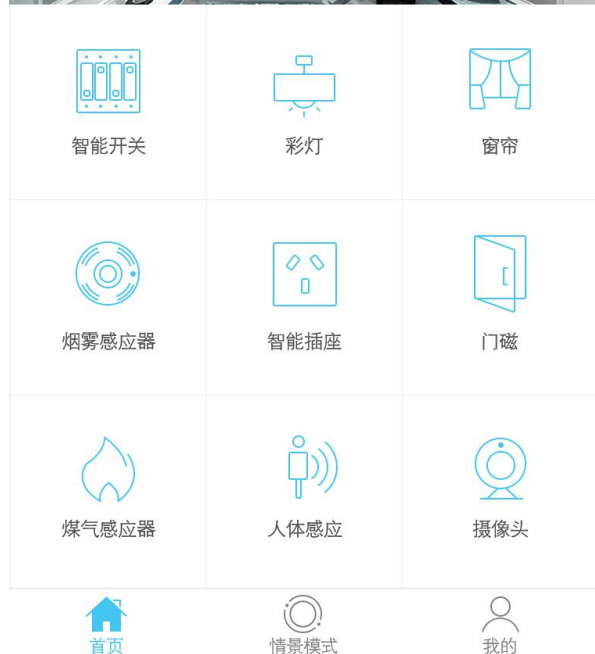 智能开关
彩灯
窗帘
烟雾感应器
智能插座
门磁
煤气感应器
人体感应
摄像头
首页
情景模式
我的